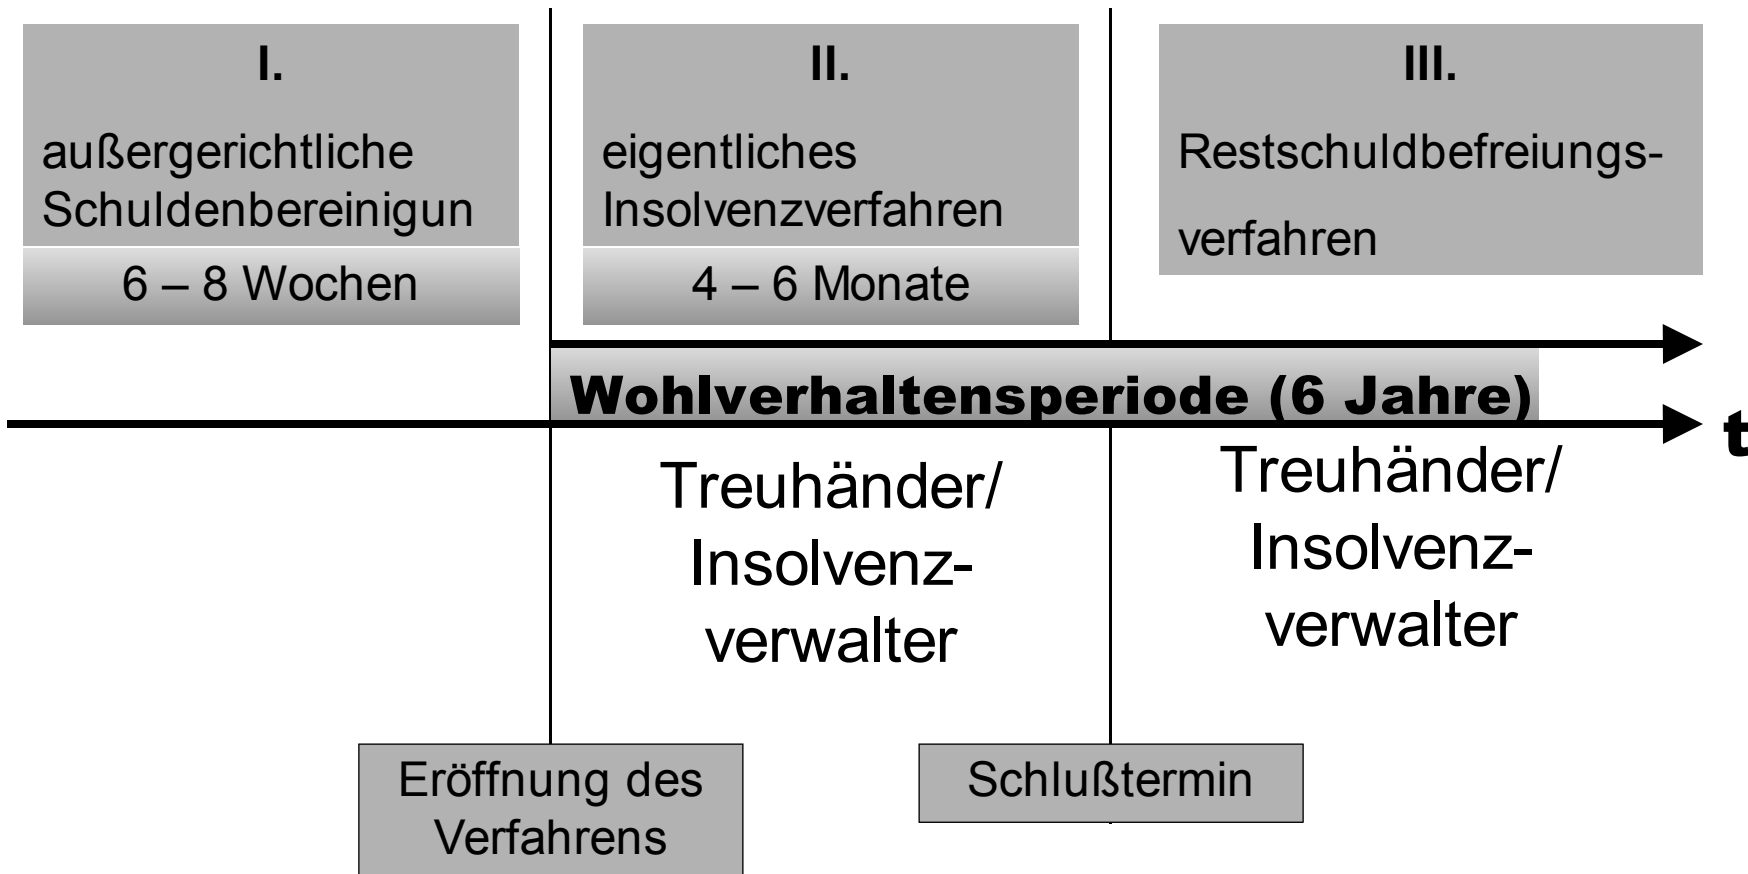 I.
außergerichtliche
Schuldenbereinigun
6 – 8 Wochen
II.
eigentliches
Insolvenzverfahren
4 – 6 Monate
III.
Restschuldbefreiungs-
verfahren
Wohlverhaltensperiode (6 Jahre)
t
Treuhänder/
Insolvenz-
verwalter
Treuhänder/
Insolvenz-
verwalter
Eröffnung des
Verfahrens
Schlußtermin